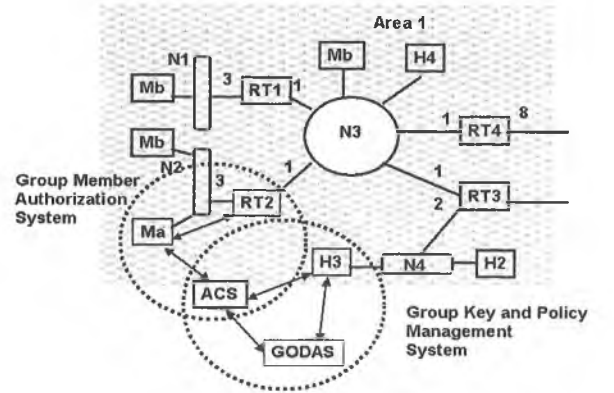 Area 1
N1
Mb
H4
Mb
3
RT1
1
N3
1
RT4
8
Mb
N2
Group Member
Authorization
System
3
1
1
RT2
RT3
2
Ma
H3
N4
H2
ACS
Group Key and Policy
Management
System
GODAS